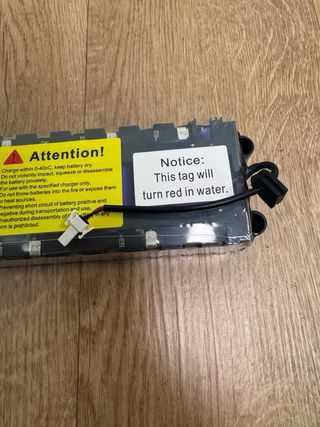 Attention!
Charge within 0-40oC, keep battery dry.
Do not violently impact, squeeze or disassemble
the battery privately.
For use with the specified charger only.
Do not throw batteries into the fire or expose them
to heat sources.
Preventing short circuit of battery positive and
negative during transportation and use.
Unauthorized disassembly of
form is prohibited.
Notice:
This tag will
turn red in water.